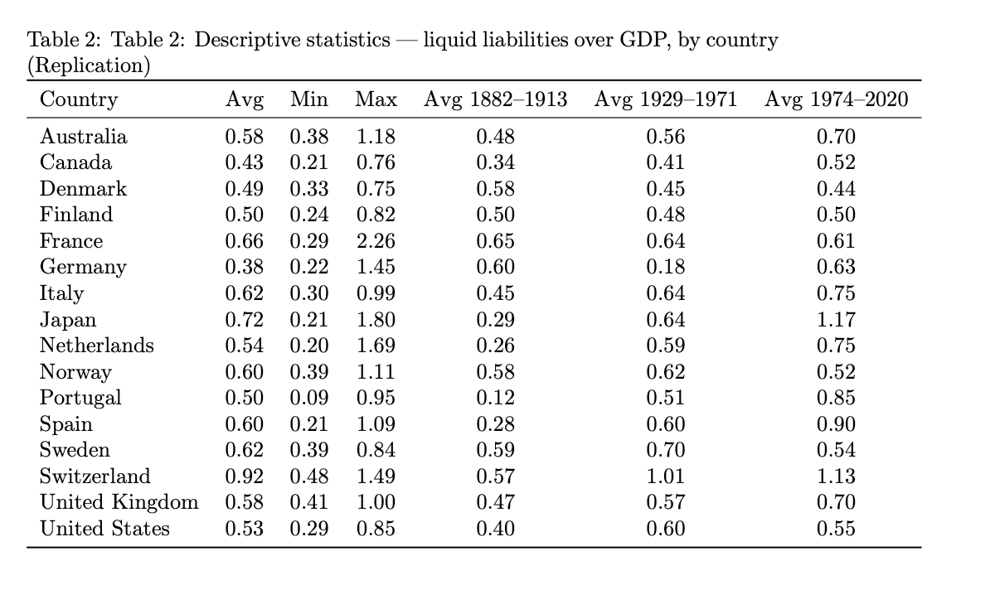 Table 2: Table 2: Descriptive statistics — liquid liabilities over GDP, by country
(Replication)
Country Avg Min Max Avg 1882–1913 Avg 1929–1971 Avg 1974–2020
Australia 0.58 0.38 1.18 0.48 0.56 0.70
Canada 0.43 0.21 0.76 0.34 0.41 0.52
Denmark 0.49 0.33 0.75 0.58 0.45 0.44
Finland 0.50 0.24 0.82 0.50 0.48 0.50
France 0.66 0.29 2.26 0.65 0.64 0.61
Germany 0.38 0.22 1.45 0.60 0.18 0.63
Italy 0.62 0.30 0.99 0.45 0.64 0.75
Japan 0.72 0.21 1.80 0.29 0.64 1.17
Netherlands 0.54 0.20 1.69 0.26 0.59 0.75
Norway 0.60 0.39 1.11 0.58 0.62 0.52
Portugal 0.50 0.09 0.95 0.12 0.51 0.85
Spain 0.60 0.21 1.09 0.28 0.60 0.90
Sweden 0.62 0.39 0.84 0.59 0.70 0.54
Switzerland 0.92 0.48 1.49 0.57 1.01 1.13
United Kingdom 0.58 0.41 1.00 0.47 0.57 0.70
United States 0.53 0.29 0.85 0.40 0.60 0.55